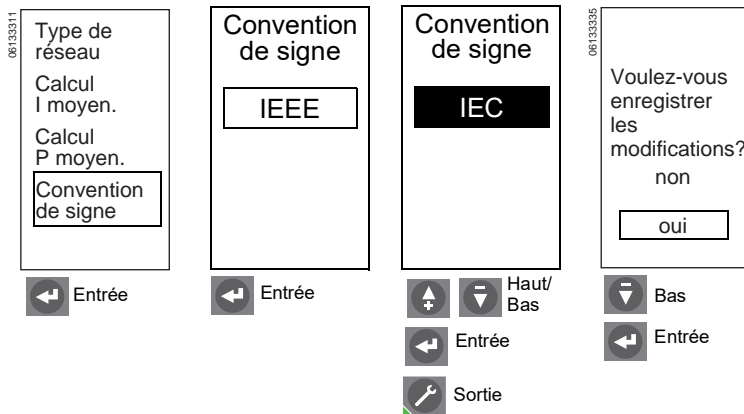 06133311
Type de
réseau
Calcul
I moyen.
Calcul
P moyen.
Convention
de signe
Entrée
Convention
de signe
IEEE
Entrée
Convention
de signe
IEC
Haut/
Bas
Entrée
Sortie
06133335
Voulez-vous
enregistrer
les
modifications?
non
oui
Bas
Entrée